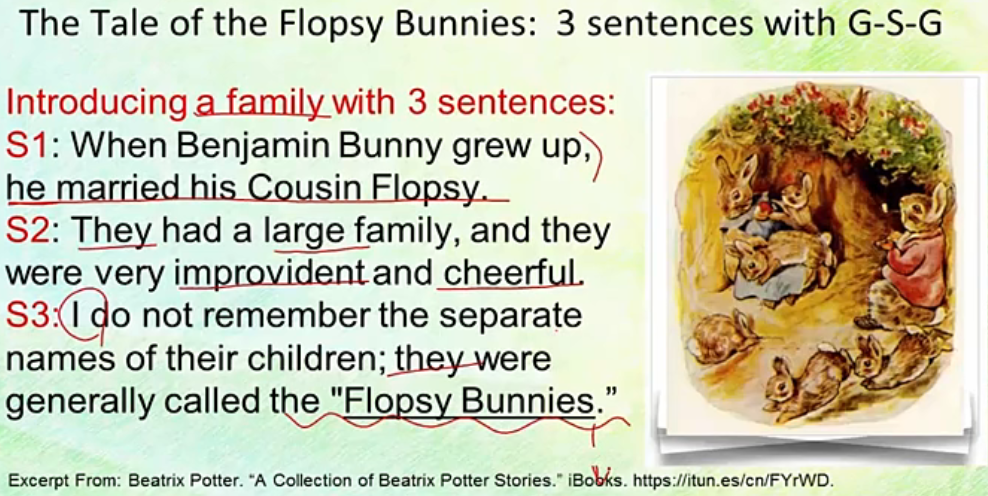 The Tale of the Flopsy Bunnies: 3 sentences with G-S-G
Introducing a family with 3 sentences:
S1: When Benjamin Bunny grew up,
he married his Cousin Flopsy.
S2: They had a large family, and they
were very improvident and cheerful.
S3: I do not remember the separate
names of their children; they were
generally called the "Flopsy Bunnies.”
Excerpt From: Beatrix Potter. “A Collection of Beatrix Potter Stories.” iBooks. https://itun.es/cn/FYrWD.